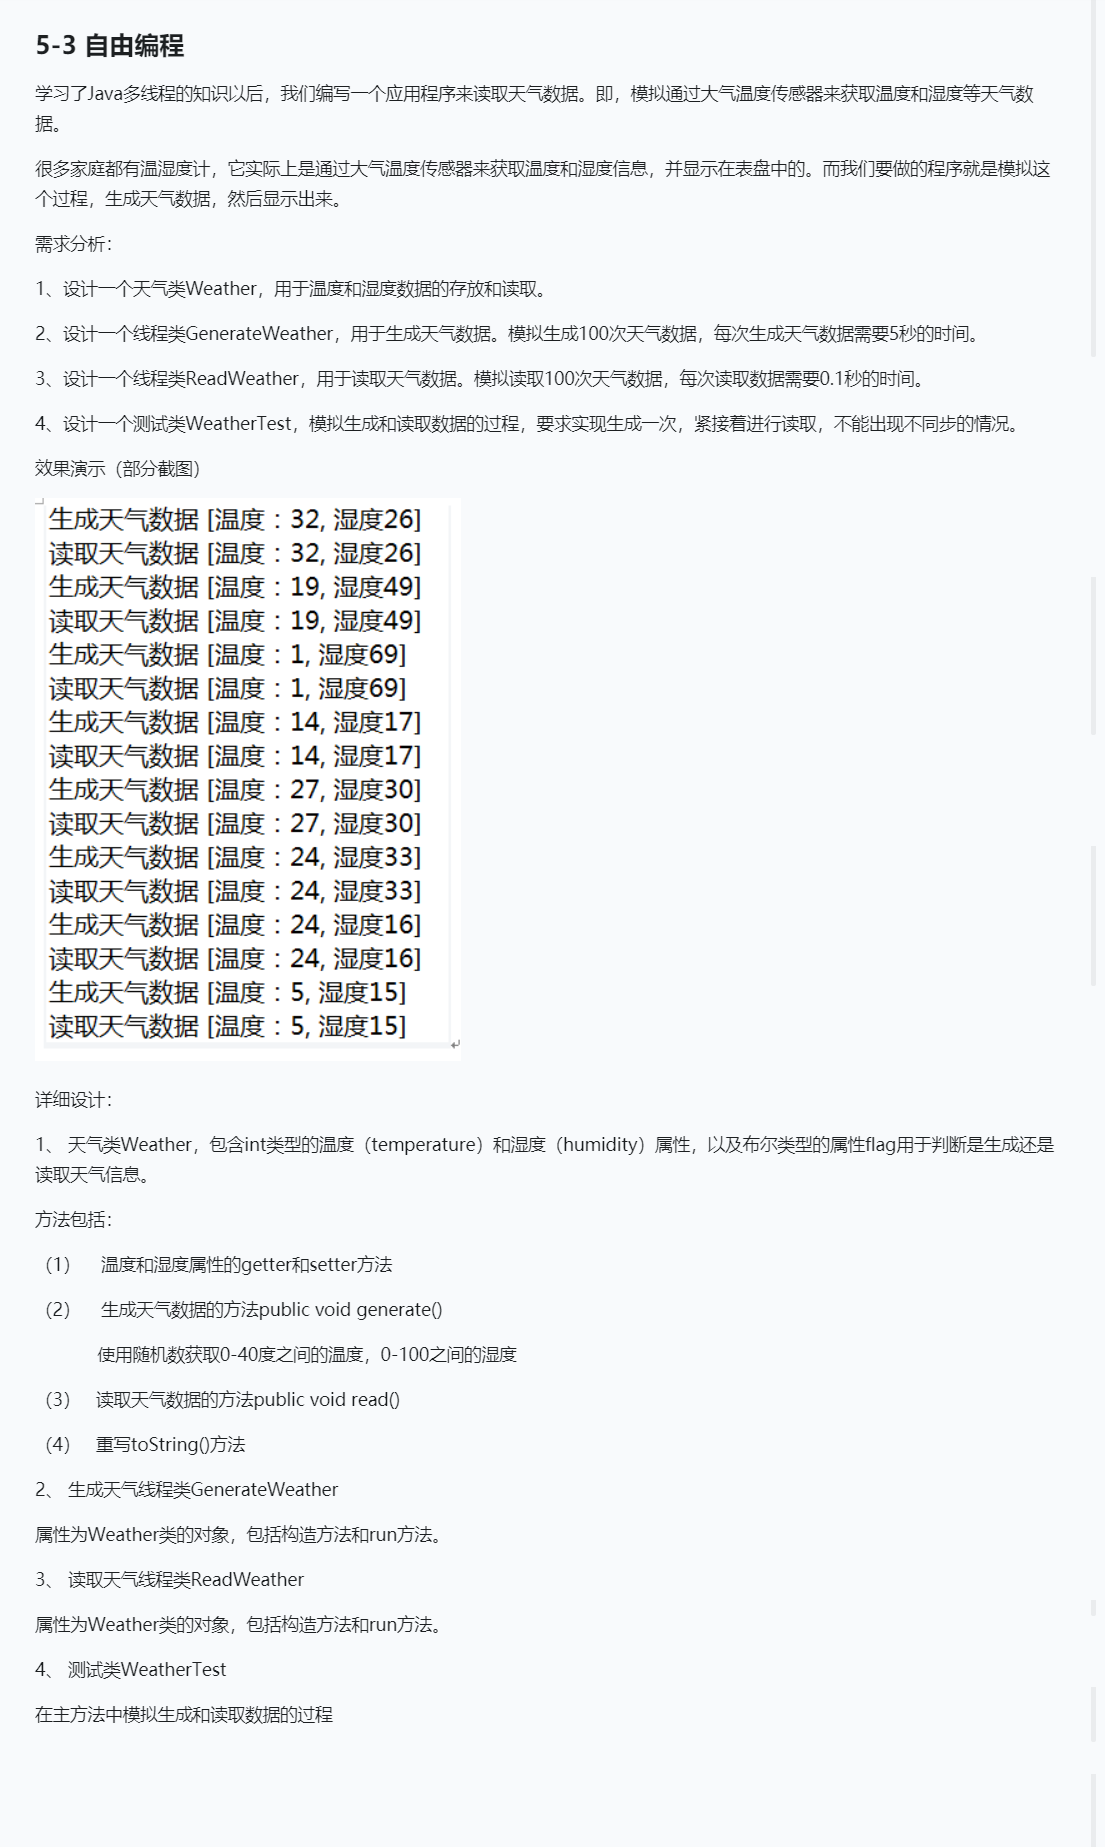 5-3 自由编程
学习了Java多线程的知识以后，我们编写一个应用程序来读取天气数据。即，模拟通过大气温度传感器来获取温度和湿度等天气数
据。
很多家庭都有温湿度计，它实际上是通过大气温度传感器来获取温度和湿度信息，并显示在表盘中的。而我们要做的程序就是模拟这
个过程，生成天气数据，然后显示出来。
需求分析：
1、设计一个天气类Weather，用于温度和湿度数据的存放和读取。
2、设计一个线程类GenerateWeather，用于生成天气数据。模拟生成100次天气数据，每次生成天气数据需要5秒的时间。
3、设计一个线程类ReadWeather，用于读取天气数据。模拟读取100次天气数据，每次读取数据需要0.1秒的时间。
4、设计一个测试类WeatherTest，模拟生成和读取数据的过程，要求实现生成一次，紧接着进行读取，不能出现不同步的情况。
效果演示（部分截图）
生成天气数据 [温度：32, 湿度26]
读取天气数据 [温度：32, 湿度26]
生成天气数据 [温度：19, 湿度49]
读取天气数据 [温度：19, 湿度49]
生成天气数据 [温度：1, 湿度69]
读取天气数据 [温度：1, 湿度69]
生成天气数据 [温度：14, 湿度17]
读取天气数据 [温度：14, 湿度17]
生成天气数据 [温度：27, 湿度30]
读取天气数据 [温度：27, 湿度30]
生成天气数据 [温度：24, 湿度33]
读取天气数据 [温度：24, 湿度33]
生成天气数据 [温度：24, 湿度16]
读取天气数据 [温度：24, 湿度16]
生成天气数据 [温度：5, 湿度15]
读取天气数据 [温度：5, 湿度15]
详细设计：
1、 天气类Weather，包含int类型的温度（temperature）和湿度（humidity）属性，以及布尔类型的属性flag用于判断是生成还是
读取天气信息。
方法包括：
（1） 温度和湿度属性的getter和setter方法
（2） 生成天气数据的方法public void generate()
使用随机数获取0-40度之间的温度，0-100之间的湿度
（3） 读取天气数据的方法public void read()
（4） 重写toString()方法
2、 生成天气线程类GenerateWeather
属性为Weather类的对象，包括构造方法和run方法。
3、 读取天气线程类ReadWeather
属性为Weather类的对象，包括构造方法和run方法。
4、 测试类WeatherTest
在主方法中模拟生成和读取数据的过程